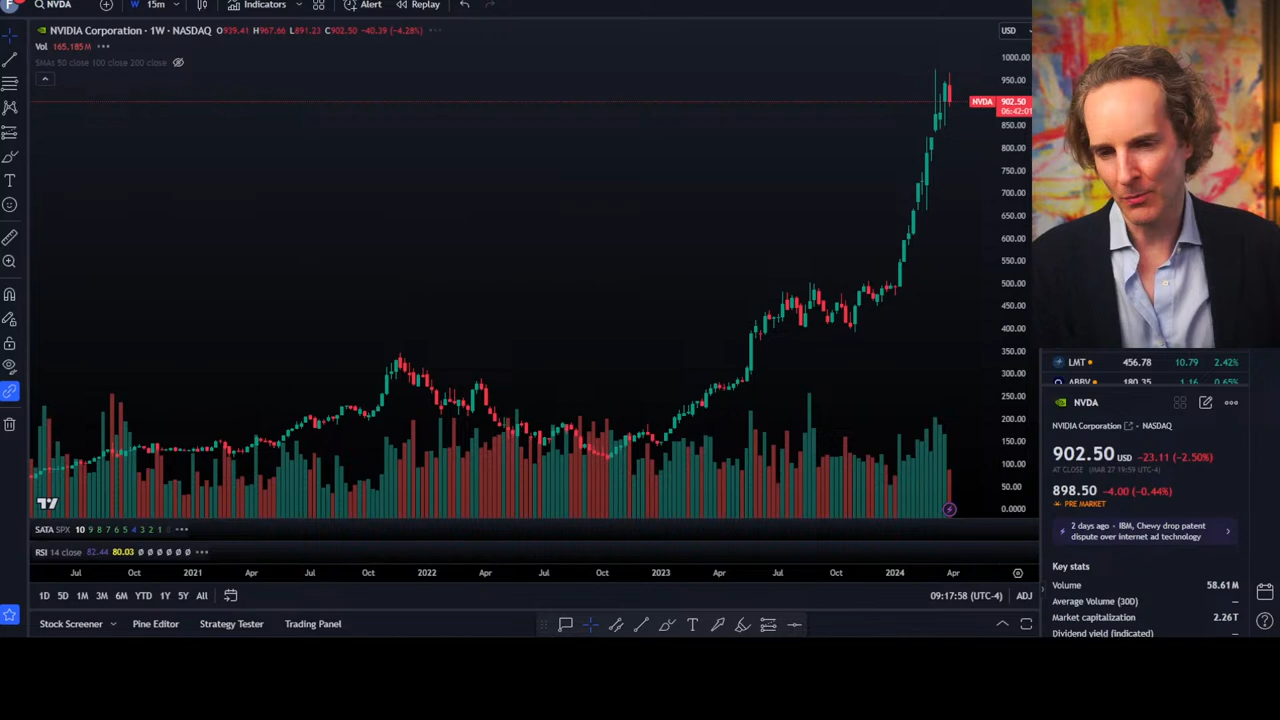 F NVDA W 15m Indicators Alert Replay
NVIDIA Corporation · 1W · NASDAQ O939.41 H967.66 L891.23 C902.50 −40.39 (−4.28%)
USD
Vol 165.185M
SMAs 50 close 100 close 200 close
1000.00
950.00
NVDA 902.50
06:42:01
850.00
800.00
750.00
700.00
650.00
600.00
550.00
500.00
450.00
400.00
350.00
300.00
250.00
200.00
150.00
100.00
50.00
0.0000
SATA SPX 10 9 8 7 6 5 4 3 2 1
RSI 14 close 82.44 80.03 Ø Ø Ø Ø Ø Ø
Jul Oct 2021 Apr Jul Oct 2022 Apr Jul Oct 2023 Apr Jul Oct 2024 Apr
1D 5D 1M 3M 6M YTD 1Y 5Y All
09:17:58 (UTC-4) ADJ
Stock Screener Pine Editor Strategy Tester Trading Panel
LMT 456.78 10.79 2.42%
ABBV 180.35 1.16 0.65%
NVDA
NVIDIA Corporation · NASDAQ
902.50 USD −23.11 (−2.50%)
AT CLOSE (MAR 27 19:59 UTC-4)
898.50 −4.00 (−0.44%)
PRE MARKET
2 days ago · IBM, Chewy drop patent
dispute over internet ad technology
Key stats
Volume 58.61M
Average Volume (30D) —
Market capitalization 2.26T
Dividend yield (indicated) —